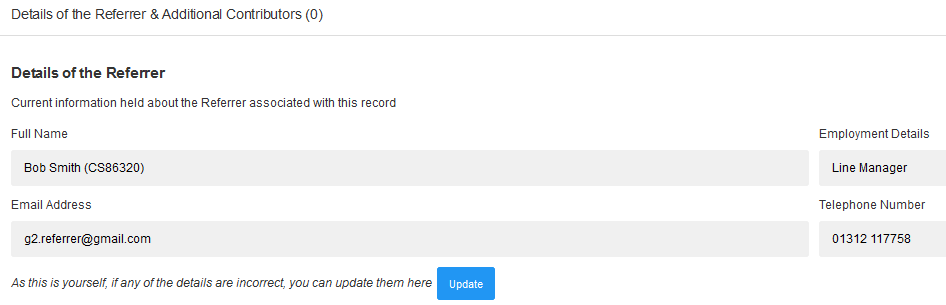 Details of the Referrer & Additional Contributors (0)
Details of the Referrer
Current information held about the Referrer associated with this record
Full Name
Employment Details
Bob Smith (CS86320)
Line Manager
Email Address
Telephone Number
g2.referrer@gmail.com
01312 117758
As this is yourself, if any of the details are incorrect, you can update them here
Update